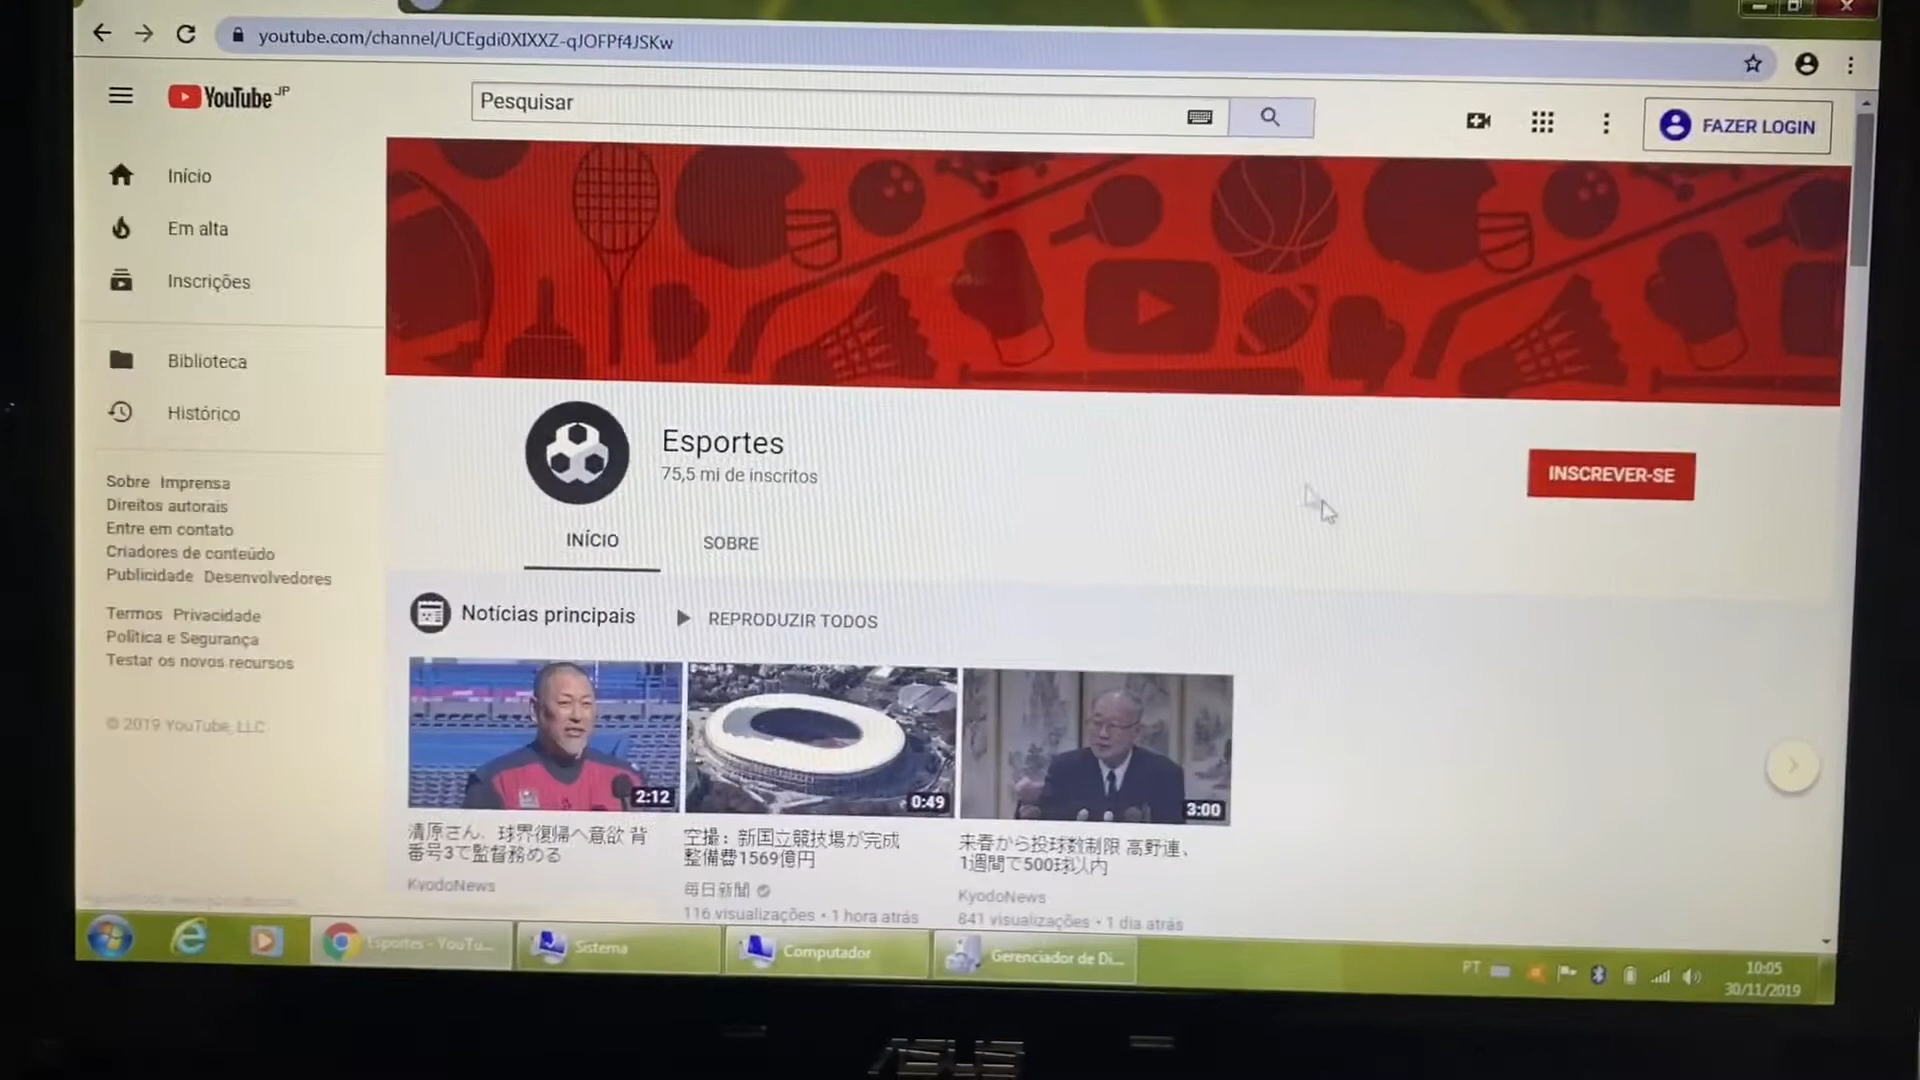 youtube.com/channel/UCEgdi0XIXXZ-qJOFPf4JSKw
YouTube JP
Pesquisar
FAZER LOGIN
Início
Em alta
Inscrições
Biblioteca
Histórico
Sobre Imprensa
Direitos autorais
Entre em contato
Criadores de conteúdo
Publicidade Desenvolvedores
Termos Privacidade
Política e Segurança
Testar os novos recursos
© 2019 YouTube, LLC
Esportes
75,5 mi de inscritos
INSCREVER-SE
INÍCIO
SOBRE
Notícias principais
REPRODUZIR TODOS
2:12
0:49
3:00
清原さん、球界復帰へ意欲 背
番号3で監督務める
KyodoNews
空撮：新国立競技場が完成
整備費1569億円
毎日新聞
116 visualizações • 1 hora atrás
来春から投球数制限 高野連、
1週間で500球以内
KyodoNews
841 visualizações • 1 dia atrás
Esportes - YouTu...
Sistema
Computador
Gerenciador de Di...
PT
10:05
30/11/2019
ASUS